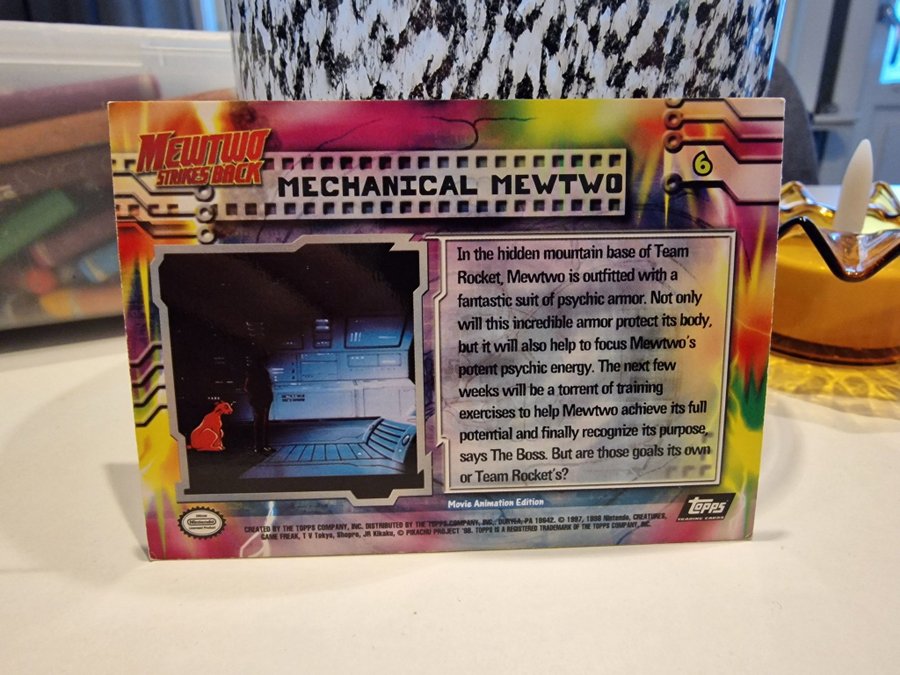 MEWTWO
STRIKES BACK
MECHANICAL MEWTWO
6
In the hidden mountain base of Team
Rocket, Mewtwo is outfitted with a
fantastic suit of psychic armor. Not only
will this incredible armor protect its body,
but it will also help to focus Mewtwo's
potent psychic energy. The next few
weeks will be a torrent of training
exercises to help Mewtwo achieve its full
potential and finally recognize its purpose,
says The Boss. But are those goals its own
or Team Rocket's?
Movie Animation Edition
Topps
TRADING CARDS
Nintendo
CREATED BY THE TOPPS COMPANY, INC. DISTRIBUTED BY THE TOPPS COMPANY, INC., DURYEA, PA 18642. © 1997, 1998 Nintendo, CREATURES,
GAME FREAK, T V Tokyo, Shopro, JR Kikaku, © PIKACHU PROJECT '98. TOPPS IS A REGISTERED TRADEMARK OF THE TOPPS COMPANY, INC.